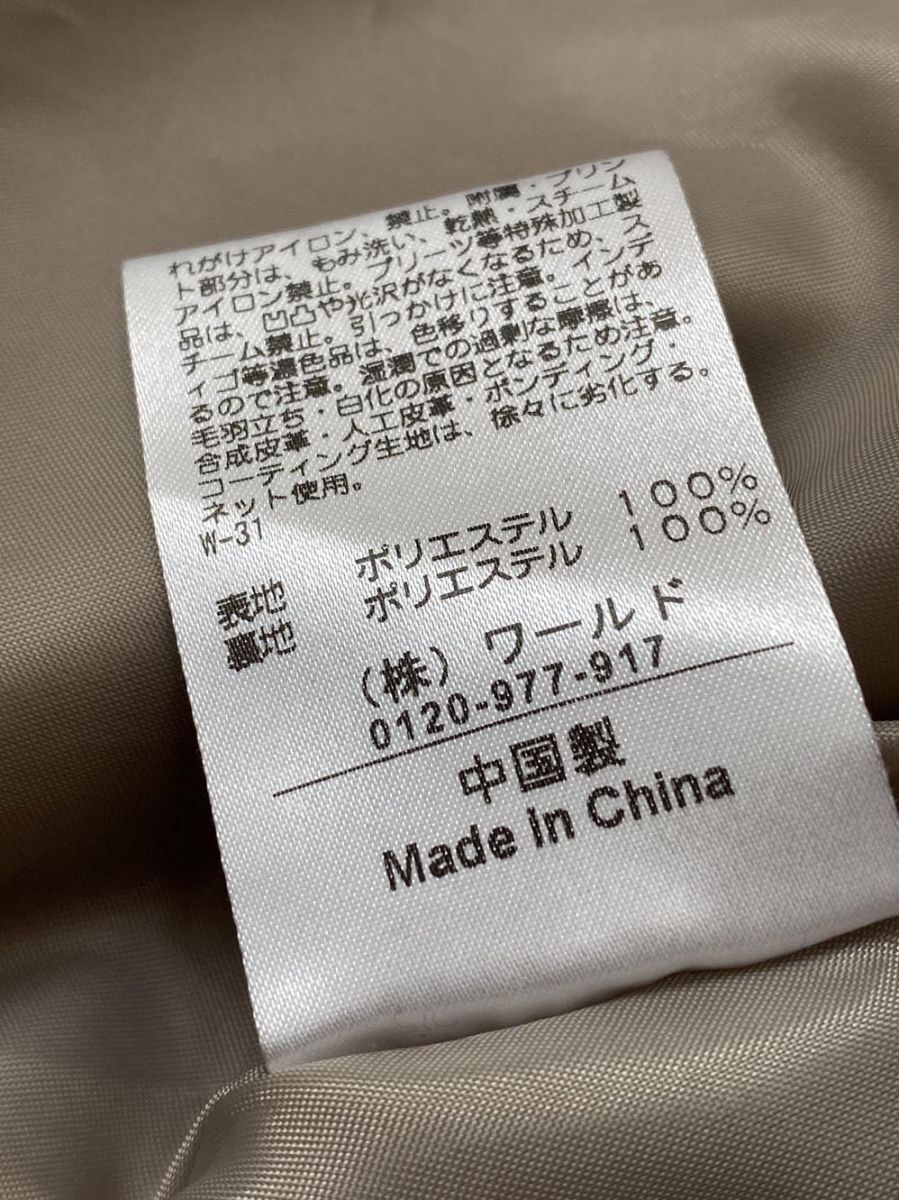 れがけアイロン、禁止。附属・プリン
ト部分は、もみ洗い、乾熱・スチーム
アイロン禁止。プリーツ等特殊加工製
品は、凹凸や光沢がなくなるため、ス
チーム禁止。引っかけに注意。インデ
ィゴ等濃色品は、色移りすることがあ
るので注意。湿潤での過剰な摩擦は、
毛羽立ち・白化の原因となるため注意。
合成皮革・人工皮革・ボンディング・
コーティング生地は、徐々に劣化する。
ネット使用。
W-31
表地 ポリエステル 100%
裏地 ポリエステル 100%
(株) ワールド
0120-977-917
中国製
Made in China